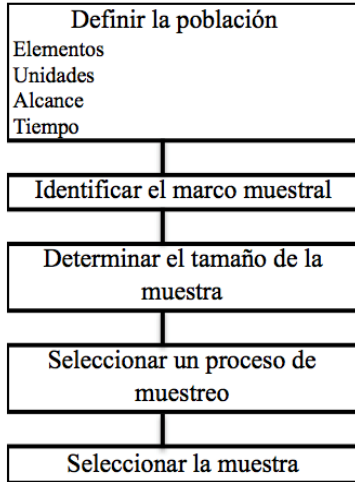 Definir la población
Elementos
Unidades
Alcance
Tiempo
Identificar el marco muestral
Determinar el tamaño de la
muestra
Seleccionar un proceso de
muestreo
Seleccionar la muestra